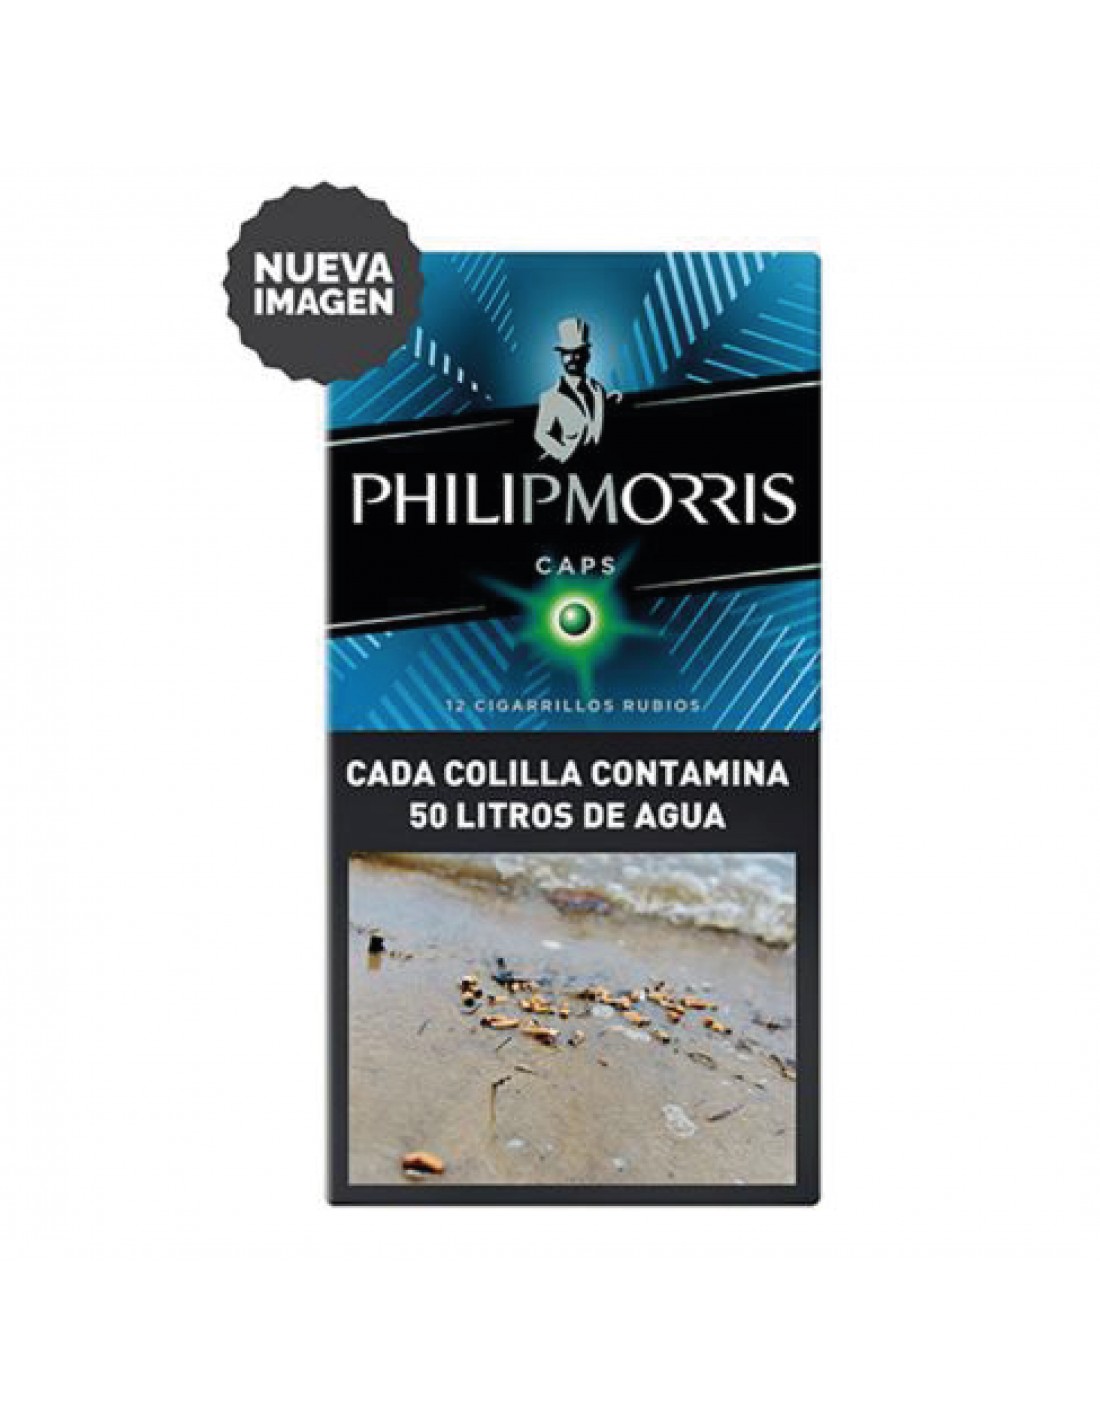 NUEVA
IMAGEN
PHILIPMORRIS
CAPS
12 CIGARRILLOS RUBIOS
CADA COLILLA CONTAMINA
50 LITROS DE AGUA